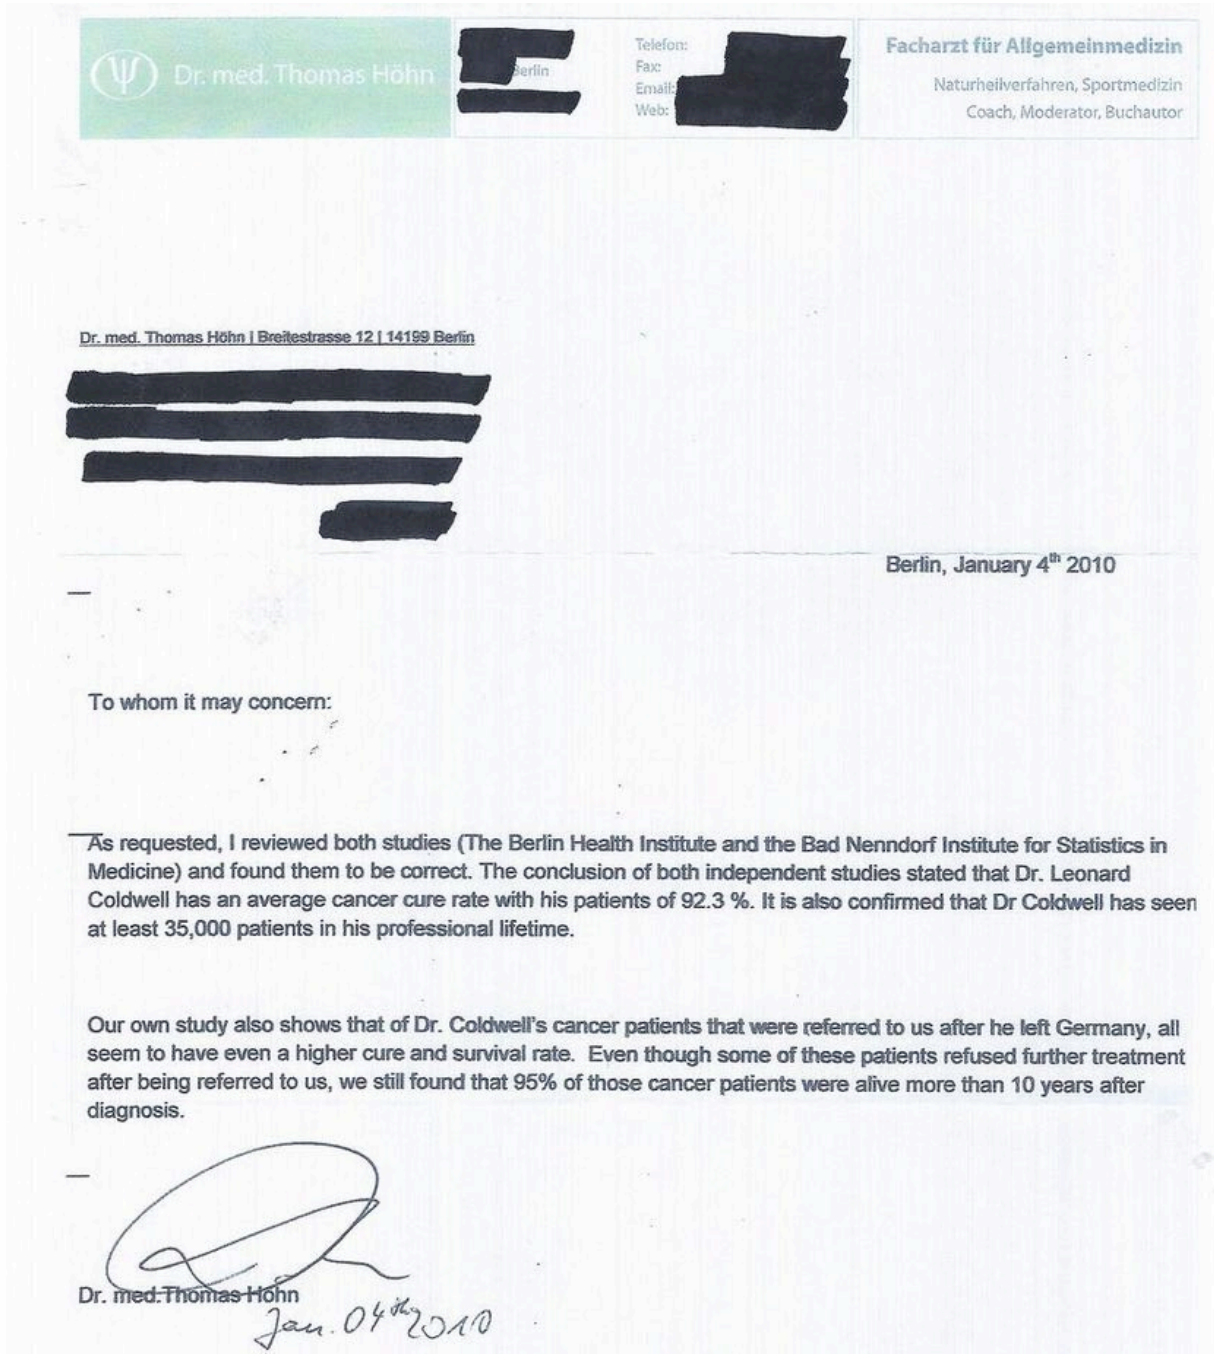 Dr. med. Thomas Höhn
Berlin
Telefon:
Fax:
Email:
Web:
Facharzt für Allgemeinmedizin
Naturheilverfahren, Sportmedizin
Coach, Moderator, Buchautor
Dr. med. Thomas Höhn | Breitestrasse 12 | 14199 Berlin
Berlin, January 4th 2010
To whom it may concern:
As requested, I reviewed both studies (The Berlin Health Institute and the Bad Nenndorf Institute for Statistics in
Medicine) and found them to be correct. The conclusion of both independent studies stated that Dr. Leonard
Coldwell has an average cancer cure rate with his patients of 92.3 %. It is also confirmed that Dr Coldwell has seen
at least 35,000 patients in his professional lifetime.
Our own study also shows that of Dr. Coldwell's cancer patients that were referred to us after he left Germany, all
seem to have even a higher cure and survival rate.  Even though some of these patients refused further treatment
after being referred to us, we still found that 95% of those cancer patients were alive more than 10 years after
diagnosis.
Dr. med.Thomas Höhn
Jan. 04th 2010